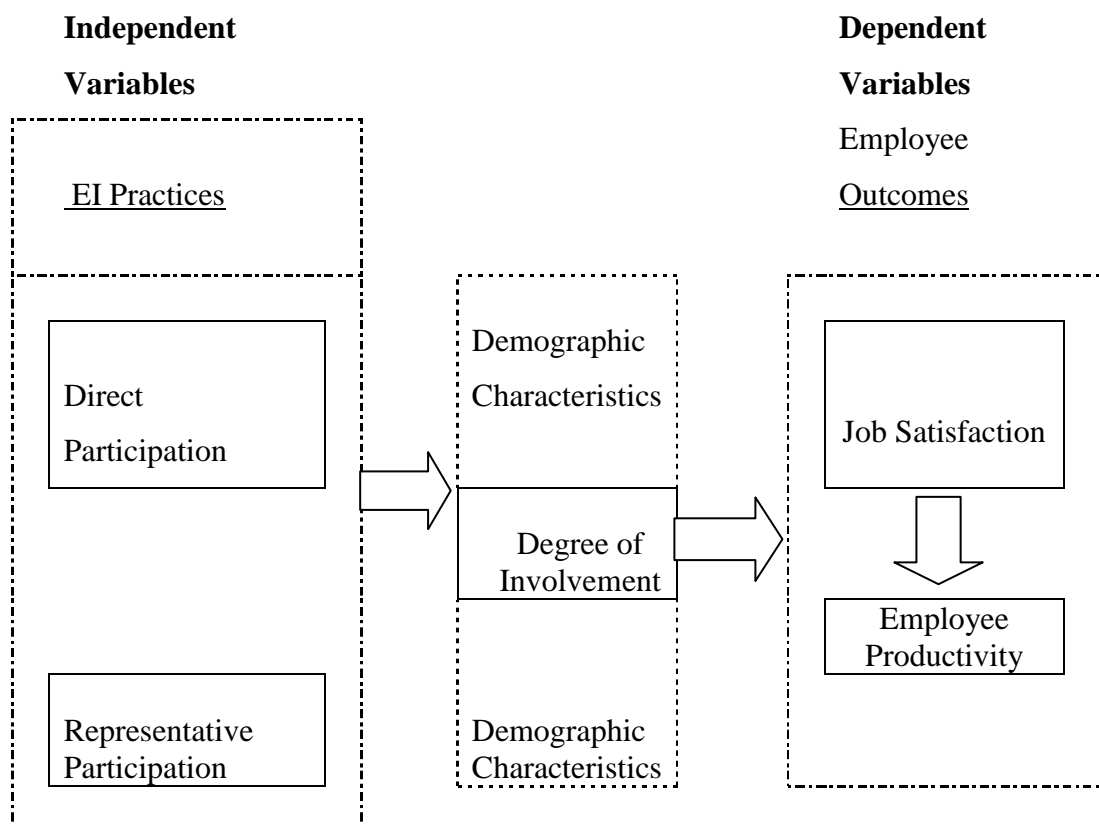 Independent
Variables
EI Practices
Direct
Participation
Representative
Participation
Demographic
Characteristics
Degree of
Involvement
Demographic
Characteristics
Dependent
Variables
Employee
Outcomes
Job Satisfaction
Employee
Productivity